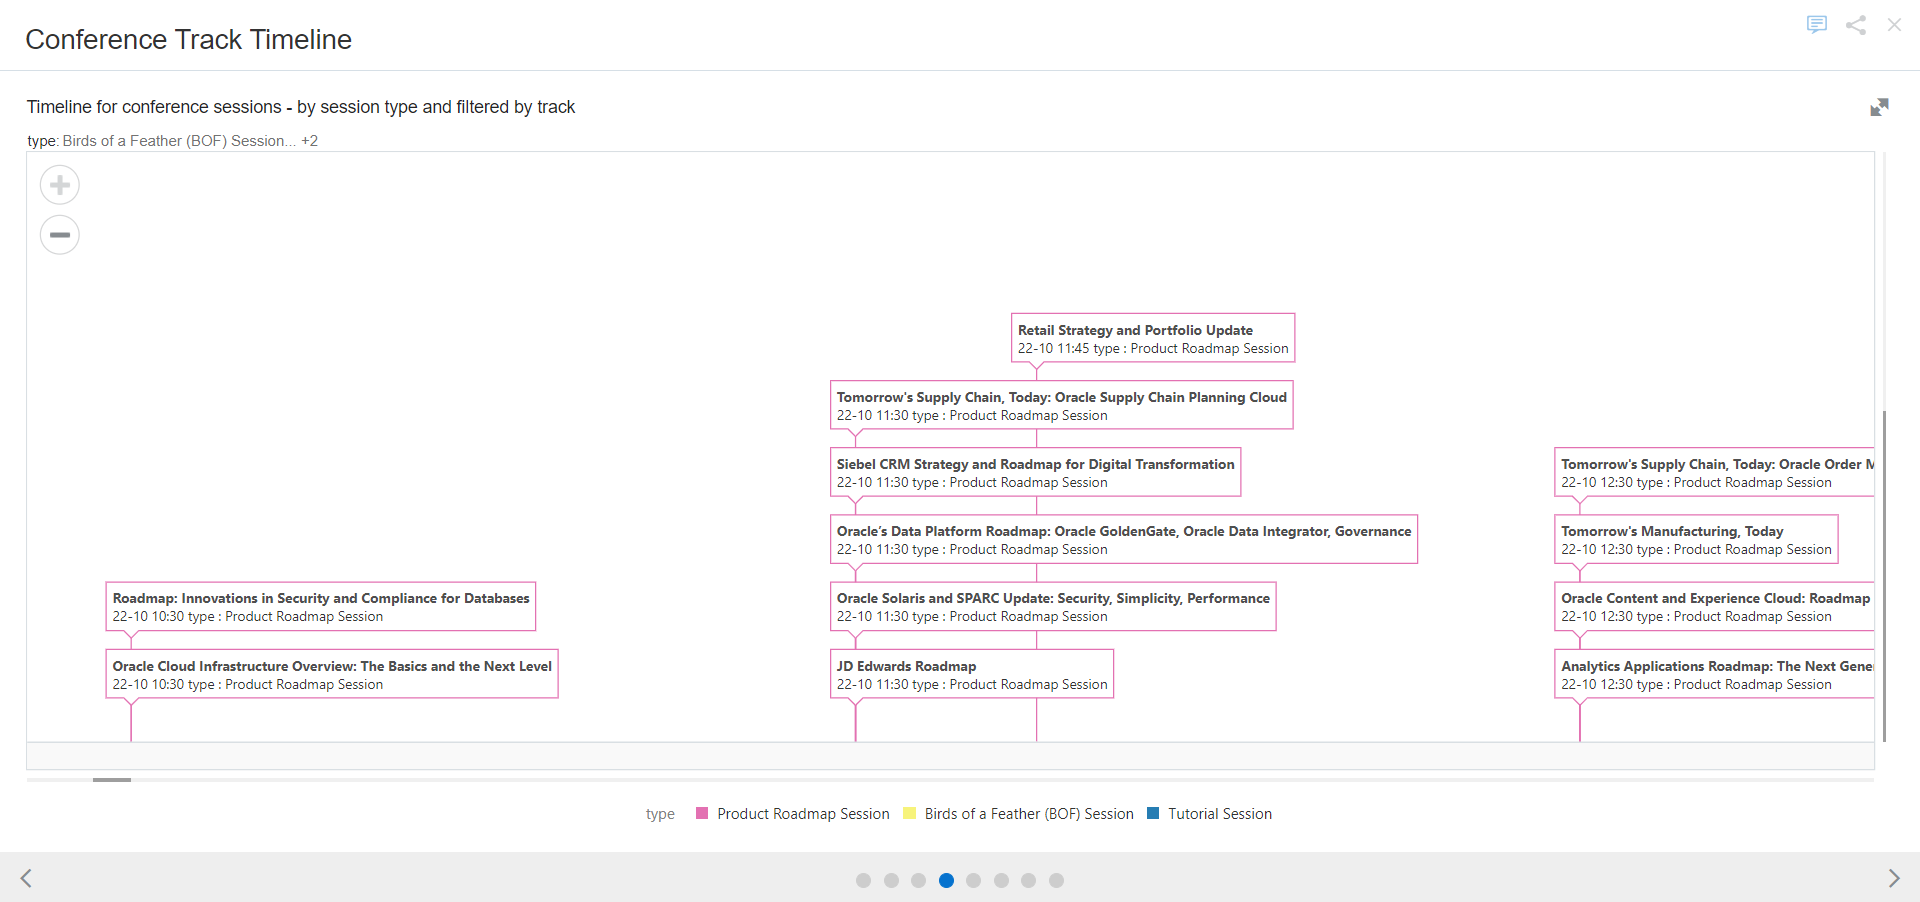 Conference Track Timeline
Timeline for conference sessions - by session type and filtered by track
type: Birds of a Feather (BOF) Session... +2
Retail Strategy and Portfolio Update
22-10 11:45 type : Product Roadmap Session
Tomorrow's Supply Chain, Today: Oracle Supply Chain Planning Cloud
22-10 11:30 type : Product Roadmap Session
Siebel CRM Strategy and Roadmap for Digital Transformation
22-10 11:30 type : Product Roadmap Session
Oracle’s Data Platform Roadmap: Oracle GoldenGate, Oracle Data Integrator, Governance
22-10 11:30 type : Product Roadmap Session
Oracle Solaris and SPARC Update: Security, Simplicity, Performance
22-10 11:30 type : Product Roadmap Session
JD Edwards Roadmap
22-10 11:30 type : Product Roadmap Session
Roadmap: Innovations in Security and Compliance for Databases
22-10 10:30 type : Product Roadmap Session
Oracle Cloud Infrastructure Overview: The Basics and the Next Level
22-10 10:30 type : Product Roadmap Session
Tomorrow's Supply Chain, Today: Oracle Order M
22-10 12:30 type : Product Roadmap Session
Tomorrow's Manufacturing, Today
22-10 12:30 type : Product Roadmap Session
Oracle Content and Experience Cloud: Roadmap
22-10 12:30 type : Product Roadmap Session
Analytics Applications Roadmap: The Next Gene
22-10 12:30 type : Product Roadmap Session
type Product Roadmap Session Birds of a Feather (BOF) Session Tutorial Session